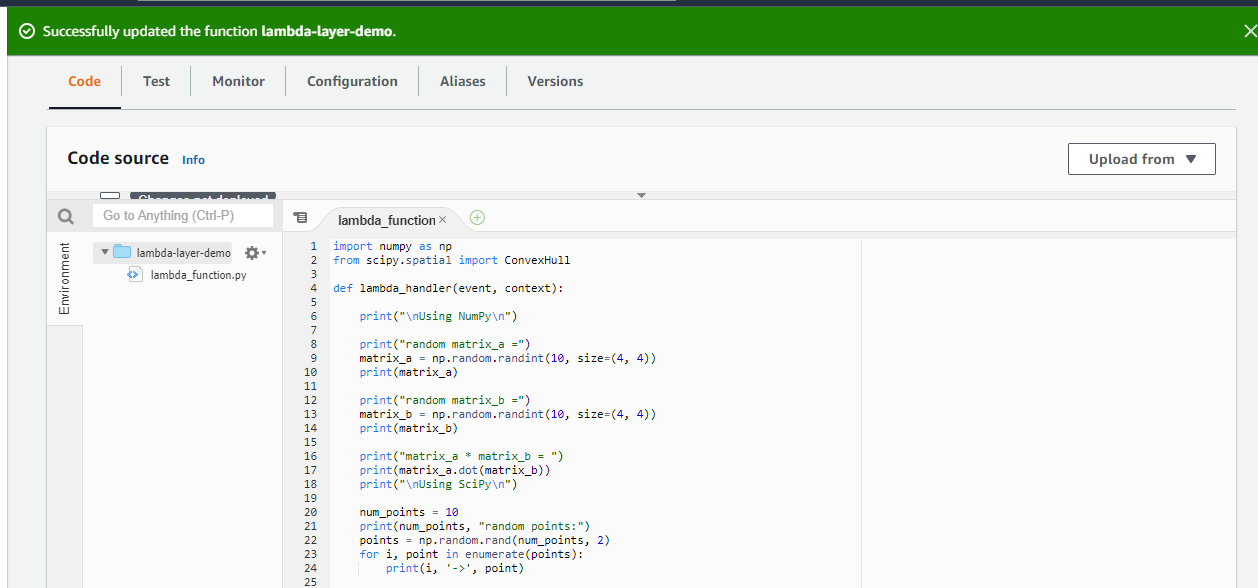 Successfully updated the function lambda-layer-demo.
Code Test Monitor Configuration Aliases Versions
Code source Info
Upload from
Changes not deployed
Go to Anything (Ctrl-P)
lambda_function
Environment
lambda-layer-demo
lambda_function.py
1 import numpy as np
2 from scipy.spatial import ConvexHull
3
4 def lambda_handler(event, context):
5
6     print("\nUsing NumPy\n")
7
8     print("random matrix_a =")
9     matrix_a = np.random.randint(10, size=(4, 4))
10     print(matrix_a)
11
12     print("random matrix_b =")
13     matrix_b = np.random.randint(10, size=(4, 4))
14     print(matrix_b)
15
16     print("matrix_a * matrix_b = ")
17     print(matrix_a.dot(matrix_b))
18     print("\nUsing SciPy\n")
19
20     num_points = 10
21     print(num_points, "random points:")
22     points = np.random.rand(num_points, 2)
23     for i, point in enumerate(points):
24         print(i, '->', point)
25